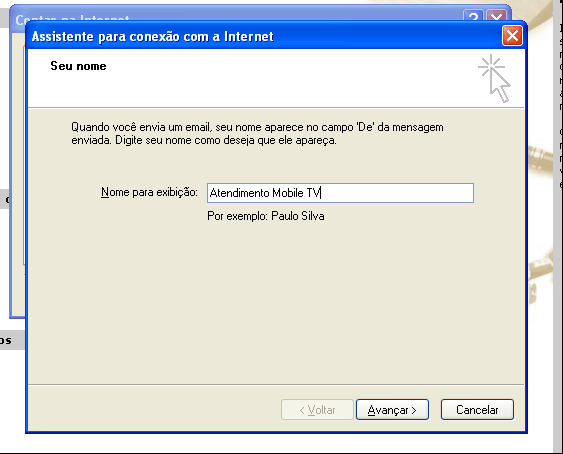 Contas na Internet
Assistente para conexão com a Internet
Seu nome
Quando você envia um email, seu nome aparece no campo 'De' da mensagem
enviada. Digite seu nome como deseja que ele apareça.
Nome para exibição: Atendimento Mobile TV
Por exemplo: Paulo Silva
os
< Voltar Avançar > Cancelar